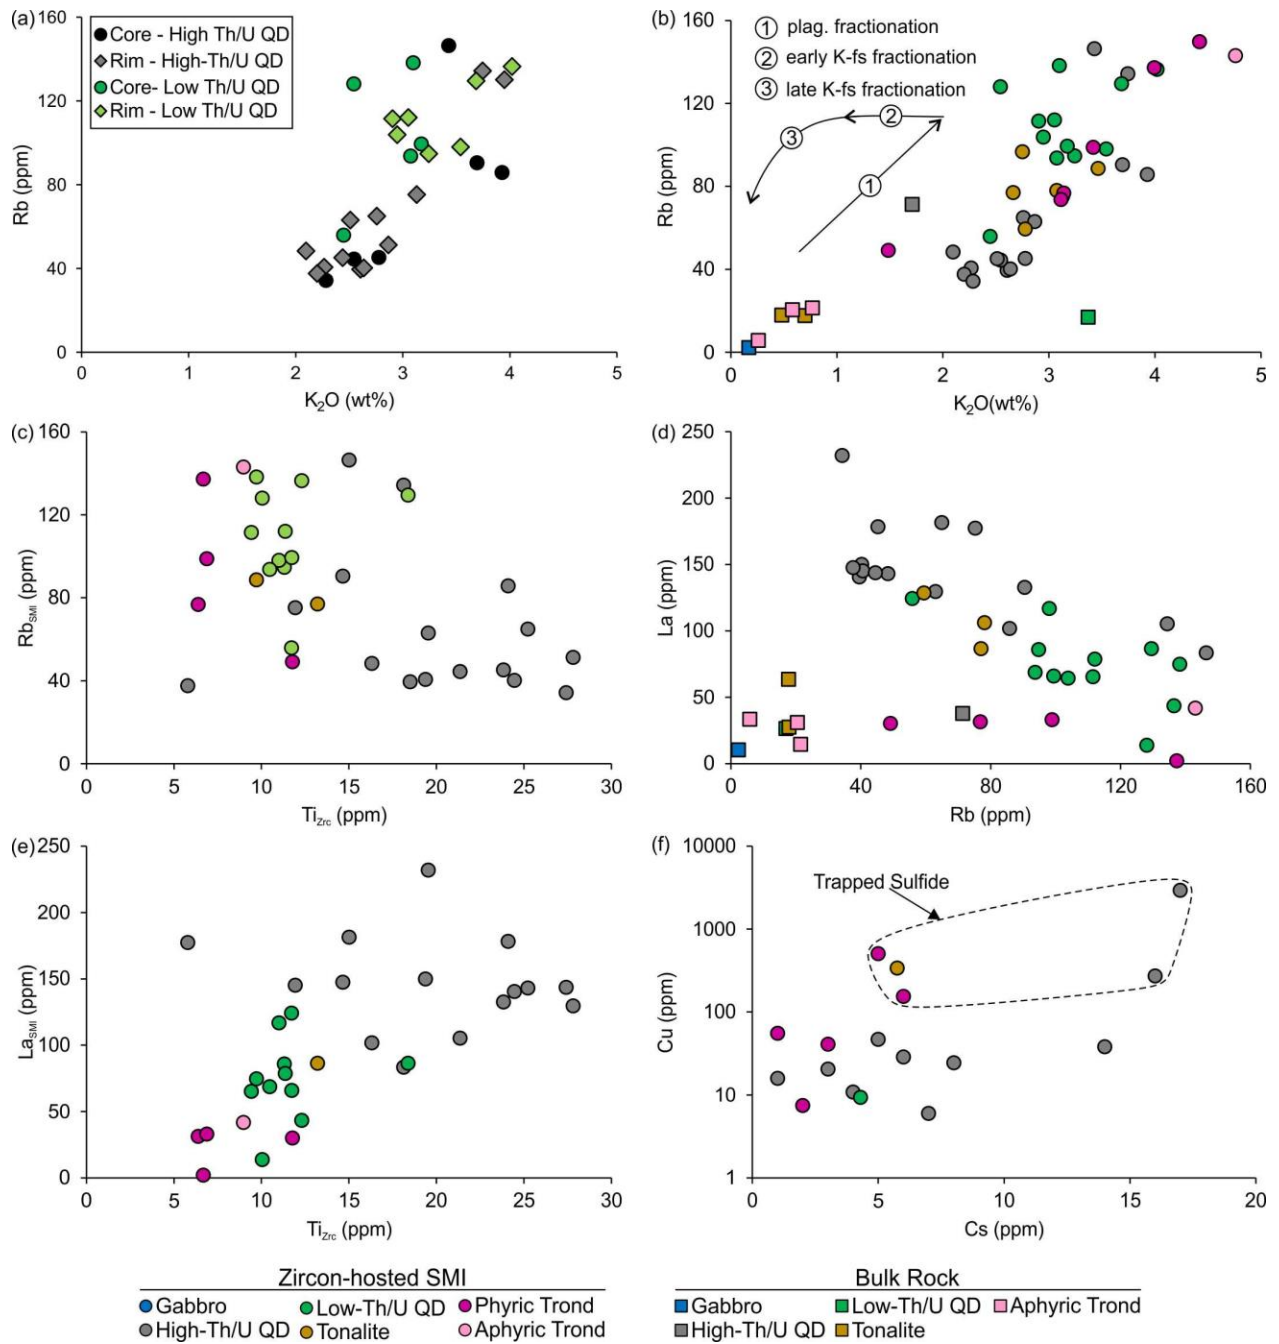 (a)
Core - High Th/U QD
Rim - High-Th/U QD
Core- Low Th/U QD
Rim - Low Th/U QD
160
120
80
40
0
Rb (ppm)
0 1 2 3 4 5
K₂O (wt%)
(b)
1 plag. fractionation
2 early K-fs fractionation
3 late K-fs fractionation
3
2
1
160
120
80
40
0
Rb (ppm)
0 1 2 3 4 5
K₂O(wt%)
(c)
160
120
80
40
0
Rb_SMI (ppm)
0 5 10 15 20 25 30
Ti_Zrc (ppm)
(d)
250
200
150
100
50
0
La (ppm)
0 40 80 120 160
Rb (ppm)
(e)
250
200
150
100
50
0
La_SMI (ppm)
0 5 10 15 20 25 30
Ti_Zrc (ppm)
(f)
Trapped Sulfide
10000
1000
100
10
1
Cu (ppm)
0 5 10 15 20
Cs (ppm)
Zircon-hosted SMI
Gabbro Low-Th/U QD Phyric Trond
High-Th/U QD Tonalite Aphyric Trond
Bulk Rock
Gabbro Low-Th/U QD Aphyric Trond
High-Th/U QD Tonalite